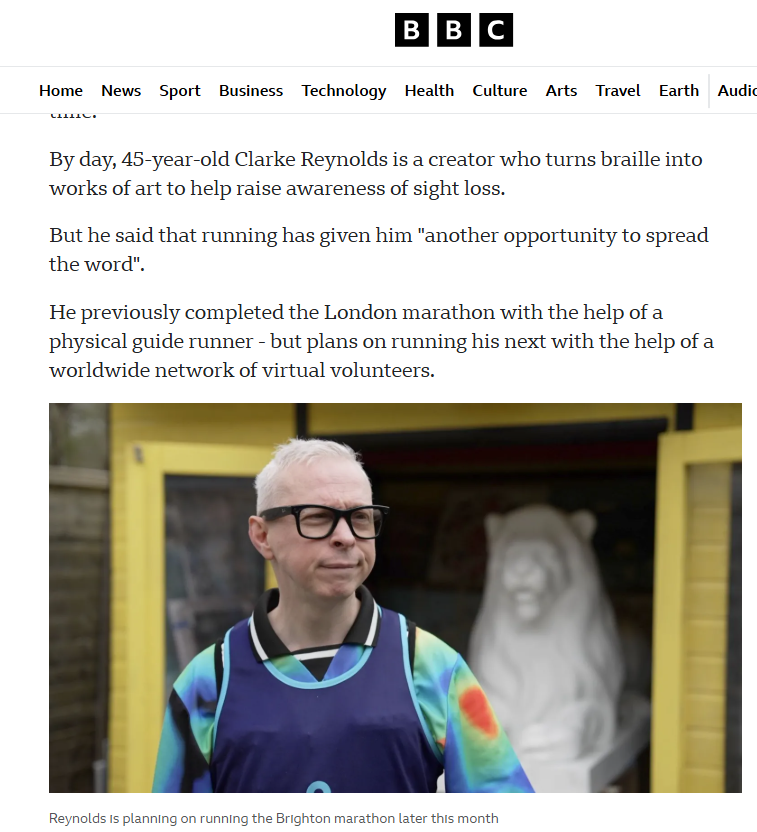 BBC
Home News Sport Business Technology Health Culture Arts Travel Earth
By day, 45-year-old Clarke Reynolds is a creator who turns braille into
works of art to help raise awareness of sight loss.
But he said that running has given him "another opportunity to spread
the word".
He previously completed the London marathon with the help of a
physical guide runner - but plans on running his next with the help of a
worldwide network of virtual volunteers.
Reynolds is planning on running the Brighton marathon later this month